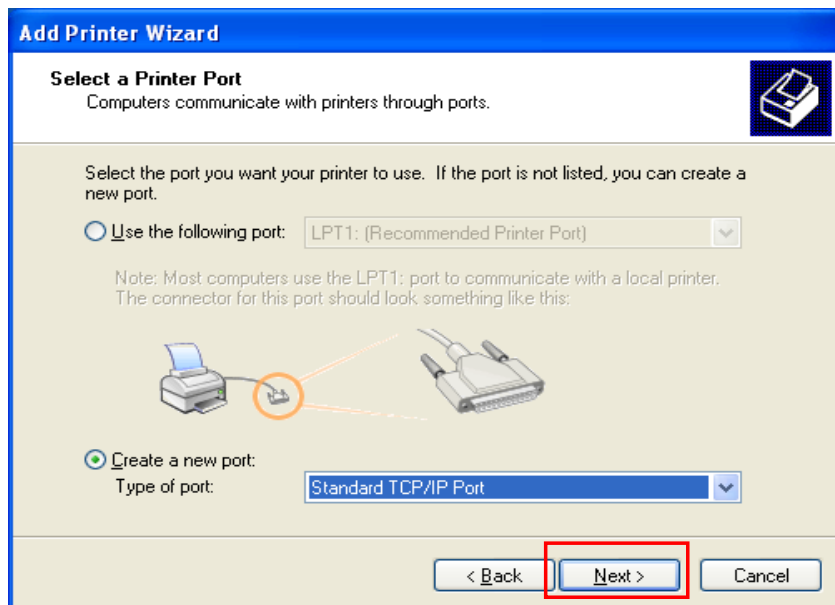 Add Printer Wizard
Select a Printer Port
Computers communicate with printers through ports.
Select the port you want your printer to use.  If the port is not listed, you can create a
new port.
Use the following port:
LPT1: (Recommended Printer Port)
Note: Most computers use the LPT1: port to communicate with a local printer.
The connector for this port should look something like this:
Create a new port:
Type of port:
Standard TCP/IP Port
< Back
Next >
Cancel